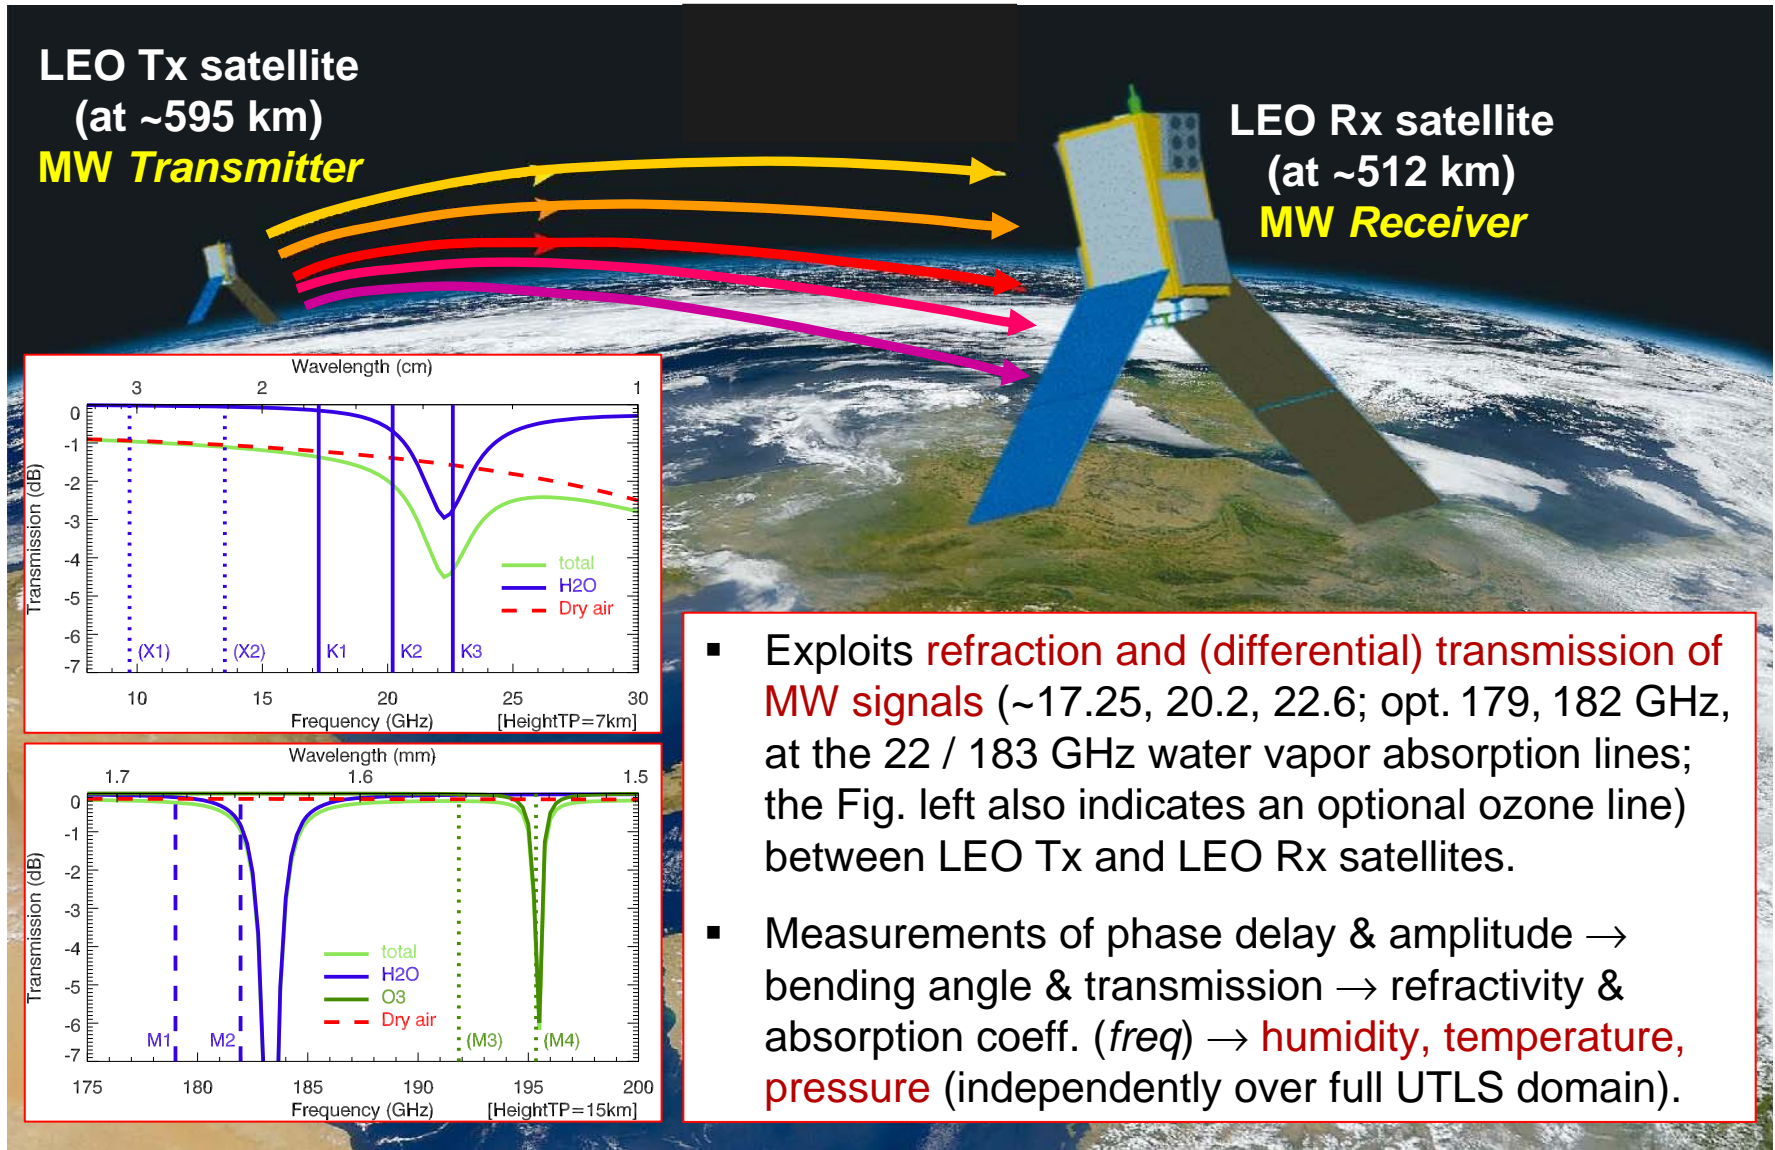 LEO Tx satellite
(at ~595 km)
MW Transmitter
LEO Rx satellite
(at ~512 km)
MW Receiver
Wavelength (cm)
3 2 1
Transmission (dB)
0
-1
-2
-3
-4
-5
-6
-7
total
H2O
Dry air
(X1) (X2) K1 K2 K3
10 15 20 25 30
Frequency (GHz) [HeightTP=7km]
Wavelength (mm)
1.7 1.6 1.5
Transmission (dB)
0
-1
-2
-3
-4
-5
-6
-7
total
H2O
O3
Dry air
M1 M2 (M3) (M4)
175 180 185 190 195 200
Frequency (GHz) [HeightTP=15km]
▪ Exploits refraction and (differential) transmission of
MW signals (~17.25, 20.2, 22.6; opt. 179, 182 GHz,
at the 22 / 183 GHz water vapor absorption lines;
the Fig. left also indicates an optional ozone line)
between LEO Tx and LEO Rx satellites.
▪ Measurements of phase delay & amplitude →
bending angle & transmission → refractivity &
absorption coeff. (freq) → humidity, temperature,
pressure (independently over full UTLS domain).